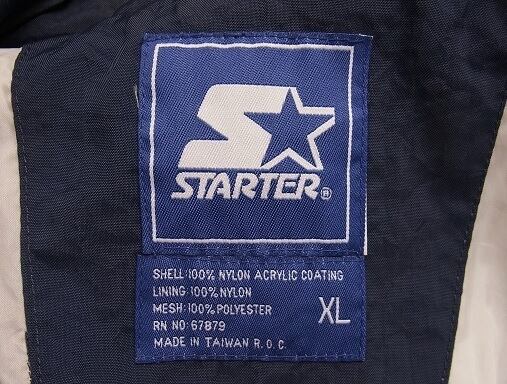 STARTER®
SHELL:100% NYLON ACRYLIC COATING
LINING:100%NYLON
MESH:100%POLYESTER
RN NO:67879
MADE IN TAIWAN R.O.C.
XL